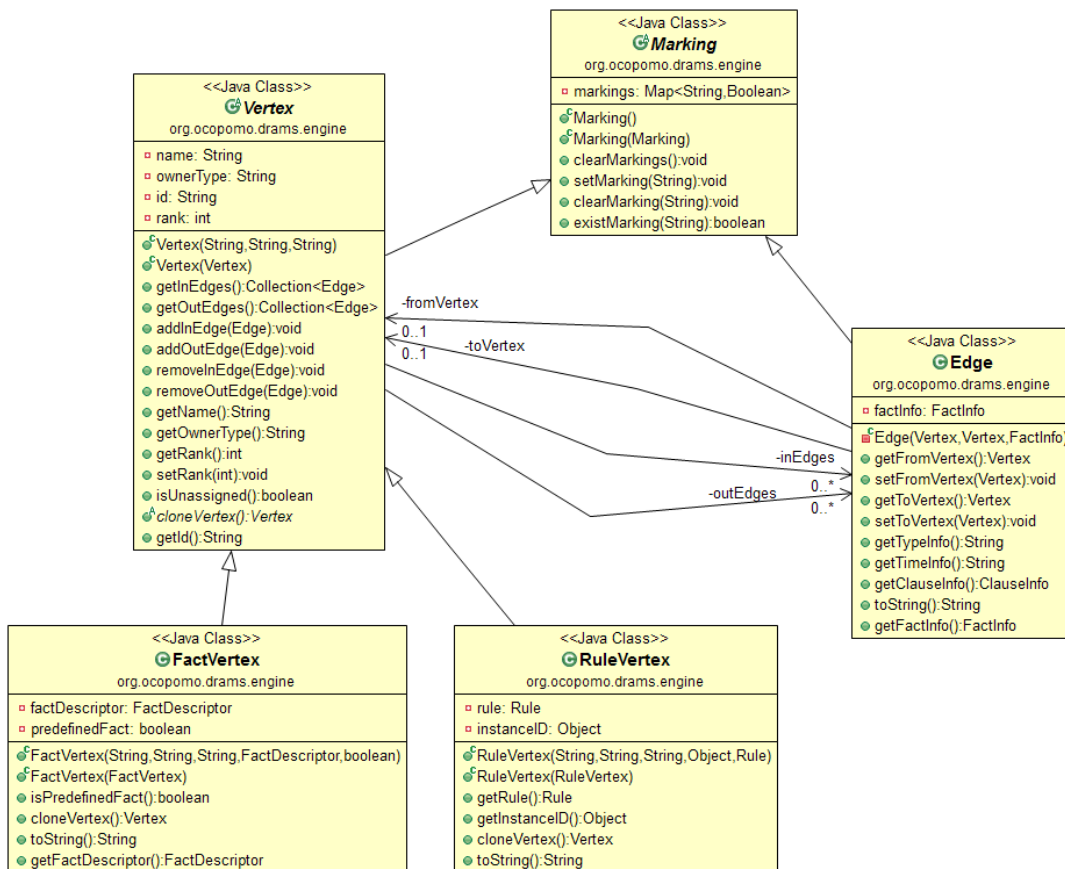 <<Java Class>>
Marking
org.ocopomo.drams.engine
markings: Map<String,Boolean>
Marking()
Marking(Marking)
clearMarkings():void
setMarking(String):void
clearMarking(String):void
existMarking(String):boolean
<<Java Class>>
Vertex
org.ocopomo.drams.engine
name: String
ownerType: String
id: String
rank: int
Vertex(String,String,String)
Vertex(Vertex)
getInEdges():Collection<Edge>
getOutEdges():Collection<Edge>
addInEdge(Edge):void
addOutEdge(Edge):void
removeInEdge(Edge):void
removeOutEdge(Edge):void
getName():String
getOwnerType():String
getRank():int
setRank(int):void
isUnassigned():boolean
cloneVertex():Vertex
getId():String
-fromVertex
0..1
-toVertex
0..1
-inEdges
0..*
-outEdges
0..*
<<Java Class>>
Edge
org.ocopomo.drams.engine
factInfo: FactInfo
Edge(Vertex,Vertex,FactInfo)
getFromVertex():Vertex
setFromVertex(Vertex):void
getToVertex():Vertex
setToVertex(Vertex):void
getTypeInfo():String
getTimeInfo():String
getClauseInfo():ClauseInfo
toString():String
getFactInfo():FactInfo
<<Java Class>>
FactVertex
org.ocopomo.drams.engine
factDescriptor: FactDescriptor
predefinedFact: boolean
FactVertex(String,String,String,FactDescriptor,boolean)
FactVertex(FactVertex)
isPredefinedFact():boolean
cloneVertex():Vertex
toString():String
getFactDescriptor():FactDescriptor
<<Java Class>>
RuleVertex
org.ocopomo.drams.engine
rule: Rule
instanceID: Object
RuleVertex(String,String,String,Object,Rule)
RuleVertex(RuleVertex)
getRule():Rule
getInstanceID():Object
cloneVertex():Vertex
toString():String